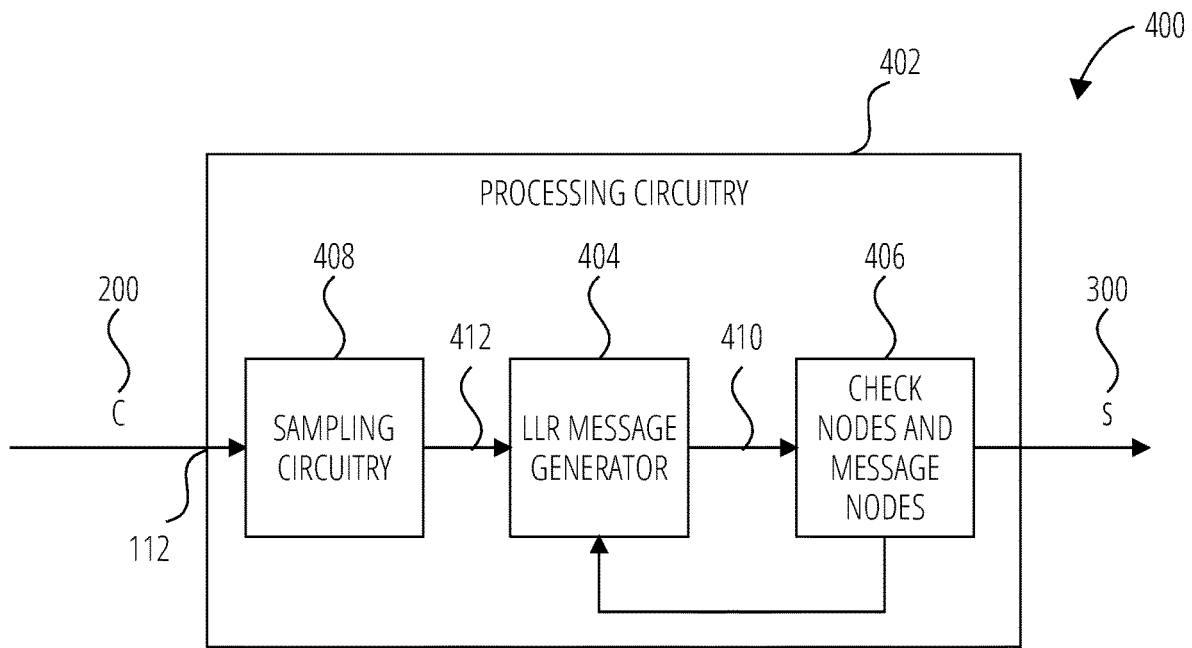 400
402
PROCESSING CIRCUITRY
408
404
406
200
300
412
410
C
S
SAMPLING
CIRCUITRY
LLR MESSAGE
GENERATOR
CHECK
NODES AND
MESSAGE
NODES
112